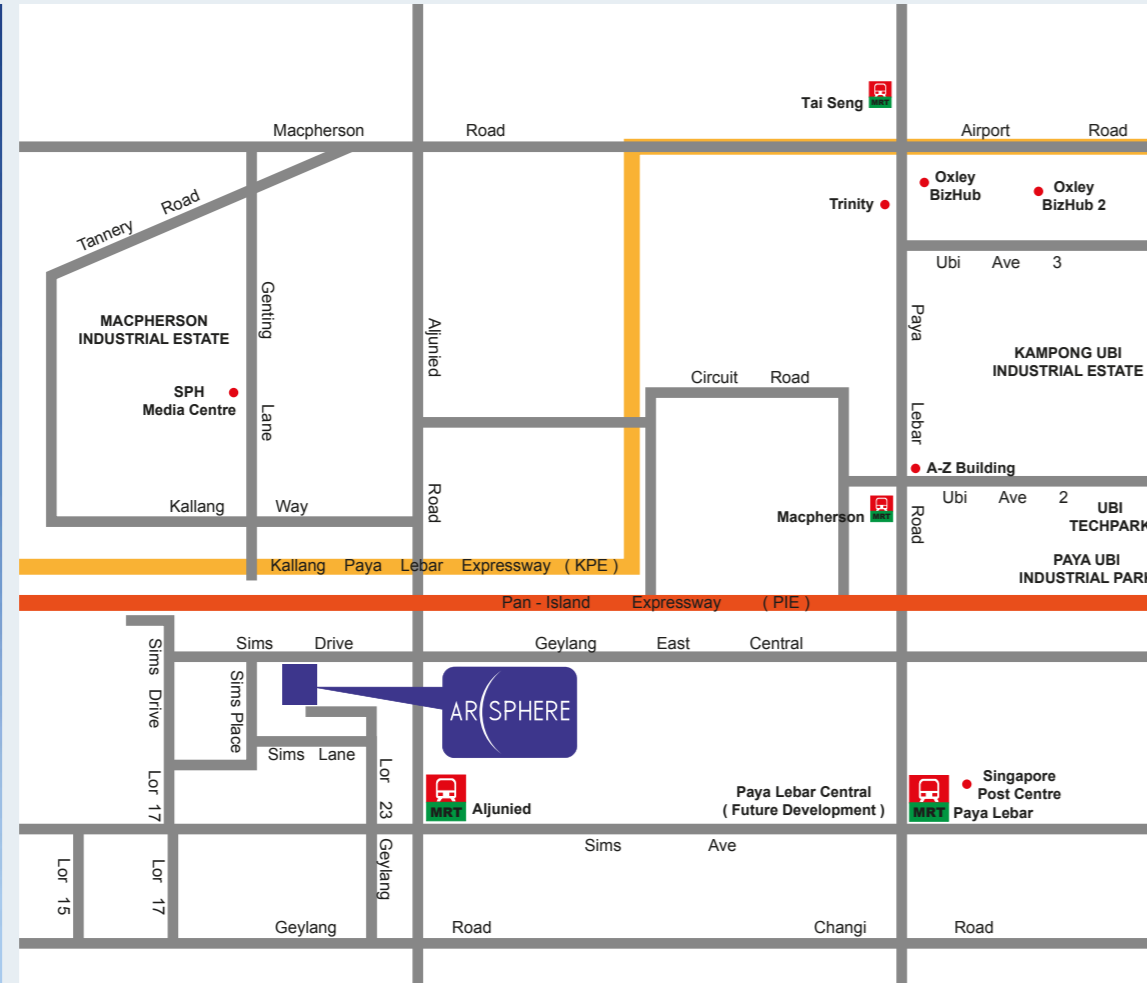 Tai Seng
MRT
Macpherson Road
Airport Road
Tannery Road
Trinity
Oxley
BizHub
Oxley
BizHub 2
Ubi Ave 3
MACPHERSON
INDUSTRIAL ESTATE
Genting Lane
Aljunied Road
Paya Lebar Road
KAMPONG UBI
INDUSTRIAL ESTATE
SPH
Media Centre
Circuit Road
A-Z Building
Kallang Way
Macpherson
MRT
Ubi Ave 2
UBI
TECHPARK
PAYA UBI
INDUSTRIAL PARK
Kallang Paya Lebar Expressway ( KPE )
Pan - Island Expressway ( PIE )
Sims Drive
Geylang East Central
Sims Drive
Sims Place
ARCSPHERE
Sims Lane
Lor 17
Lor 23 Geylang
MRT
Aljunied
Paya Lebar Central
( Future Development )
MRT
Paya Lebar
Singapore
Post Centre
Sims Ave
Lor 15
Lor 17
Geylang Road
Changi Road